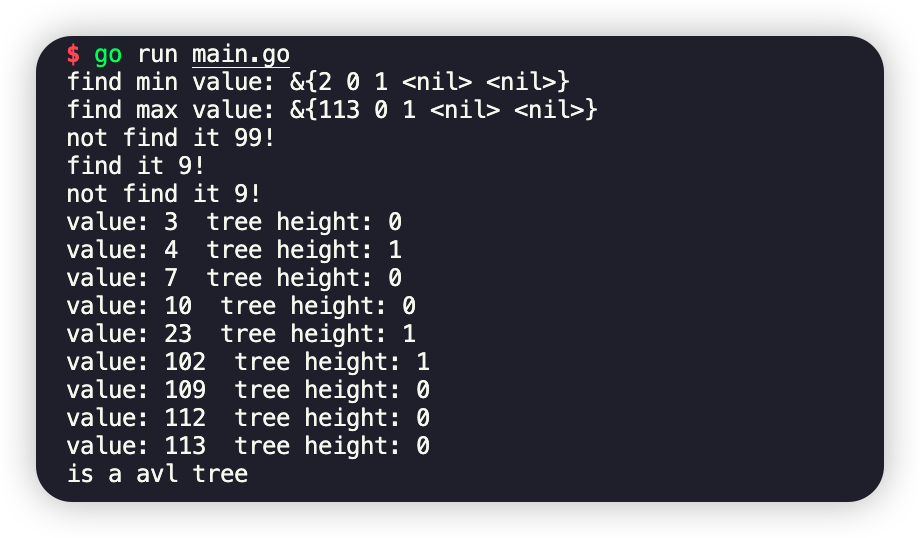 $ go run main.go
find min value: &{2 0 1 <nil> <nil>}
find max value: &{113 0 1 <nil> <nil>}
not find it 99!
find it 9!
not find it 9!
value: 3  tree height: 0
value: 4  tree height: 1
value: 7  tree height: 0
value: 10  tree height: 0
value: 23  tree height: 1
value: 102  tree height: 1
value: 109  tree height: 0
value: 112  tree height: 0
value: 113  tree height: 0
is a avl tree